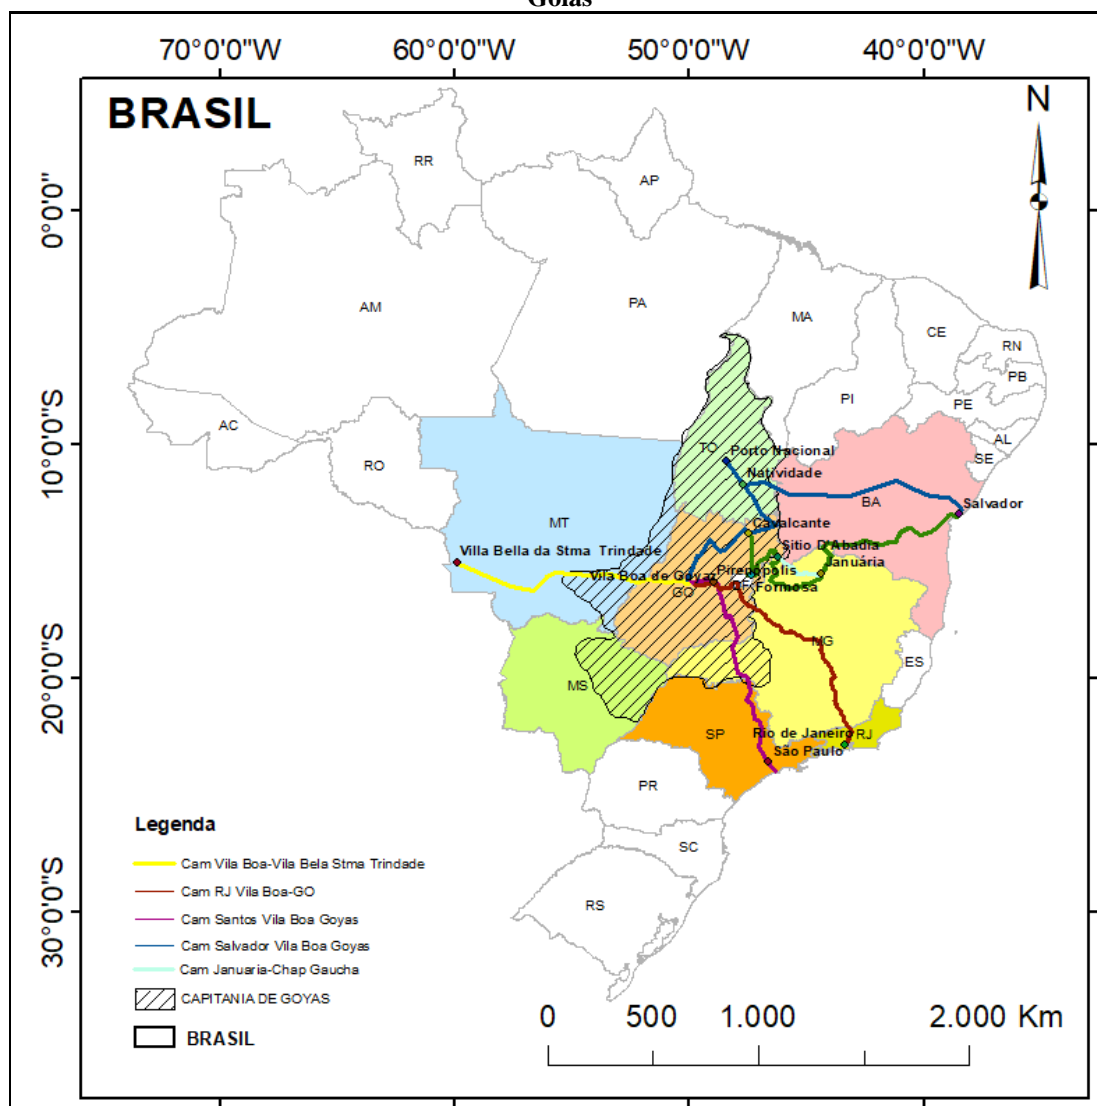 Goiás
70°0'0"W 60°0'0"W 50°0'0"W 40°0'0"W
BRASIL
N
0°0'0"
10°0'0"S
20°0'0"S
30°0'0"S
RR
AP
AM
PA
MA
CE
RN
PB
PE
PI
AL
SE
AC
RO
TO
Porto Nacional
Natividade
BA
Salvador
MT
Cavalcante
Sitio D'Abadia
Villa Bella da Stma Trindade
Januária
Pirenopolis
Vila Boa de Goyaz
Formosa
GO
DF
MG
ES
MS
SP
Rio de Janeiro
RJ
São Paulo
PR
SC
RS
Legenda
Cam Vila Boa-Vila Bela Stma Trindade
Cam RJ Vila Boa-GO
Cam Santos Vila Boa Goyas
Cam Salvador Vila Boa Goyas
Cam Januaria-Chap Gaucha
CAPITANIA DE GOYAS
BRASIL
0 500 1.000 2.000 Km